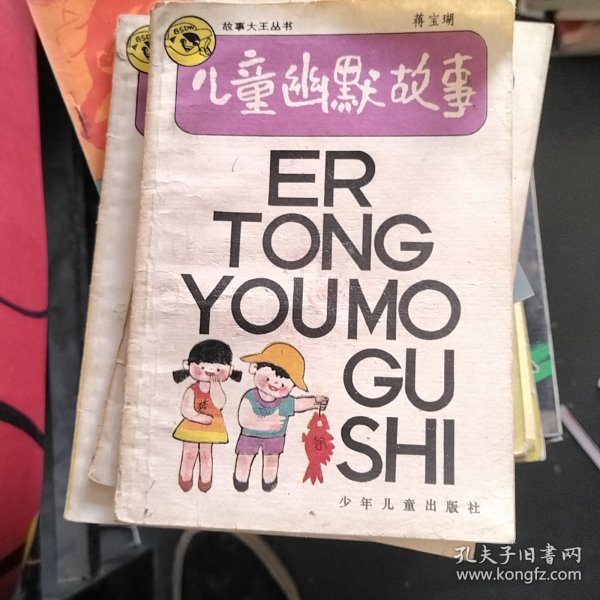 故事大王丛书
蒋宝瑚
儿童幽默故事
ER
TONG
YOUMO
GU
SHI
徐
少年儿童出版社
孔夫子旧书网
www.kongfz.com